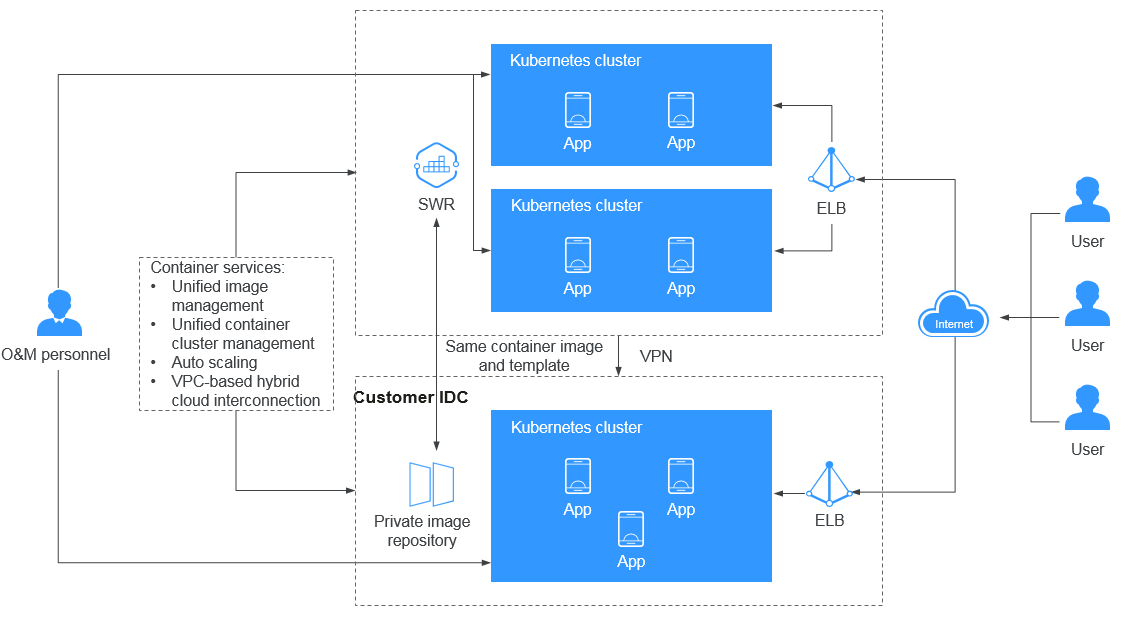 Kubernetes cluster
App
App
SWR
Kubernetes cluster
App
App
ELB
User
User
User
Internet
O&M personnel
Container services:
• Unified image
management
• Unified container
cluster management
• Auto scaling
• VPC-based hybrid
cloud interconnection
Same container image
and template
VPN
Customer IDC
Kubernetes cluster
App
App
App
Private image
repository
ELB